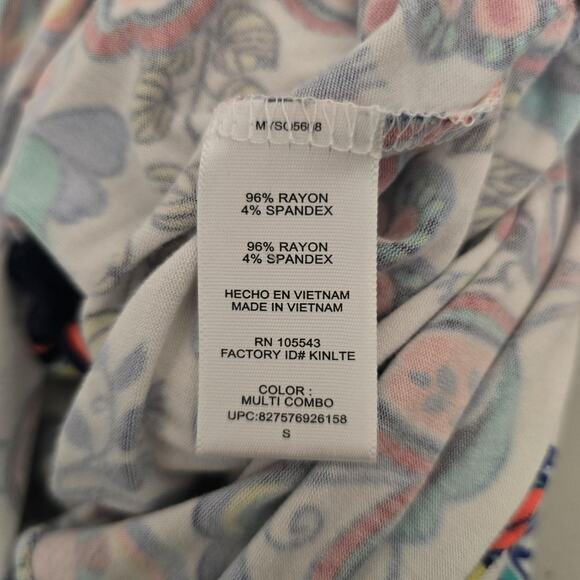 96% RAYON
4% SPANDEX
96% RAYON
4% SPANDEX
HECHO EN VIETNAM
MADE IN VIETNAM
RN 105543
FACTORY ID# KINLTE
COLOR :
MULTI COMBO
UPC:827576926158
S